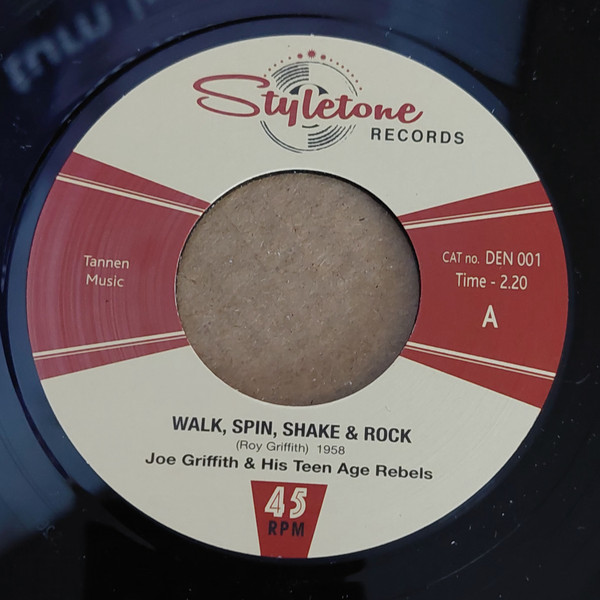 Styletone
RECORDS
Tannen
Music
CAT no. DEN 001
Time - 2.20
A
WALK, SPIN, SHAKE & ROCK
(Roy Griffith) 1958
Joe Griffith & His Teen Age Rebels
45
RPM